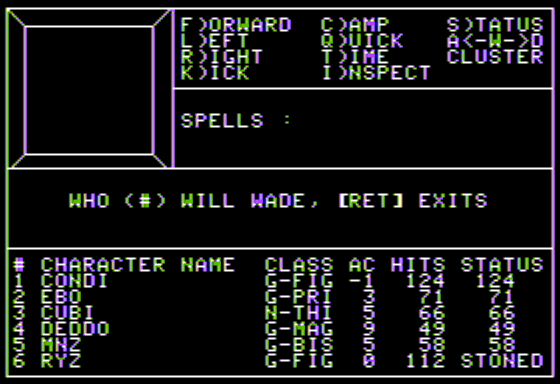 F)ORWARD C)AMP S)TATUS
L)EFT Q)UICK A<-W->D
R)IGHT T)IME CLUSTER
K)ICK I)NSPECT
SPELLS :
WHO (#) WILL WADE, [RET] EXITS
# CHARACTER NAME CLASS AC HITS STATUS
1 CONDI G-FIG -1 124 124
2 EBO G-PRI 3 71 71
3 CUBI N-THI 5 66 66
4 DEDDO G-MAG 9 49 49
5 MNZ G-BIS 5 58 58
6 RYZ G-FIG 0 112 STONED